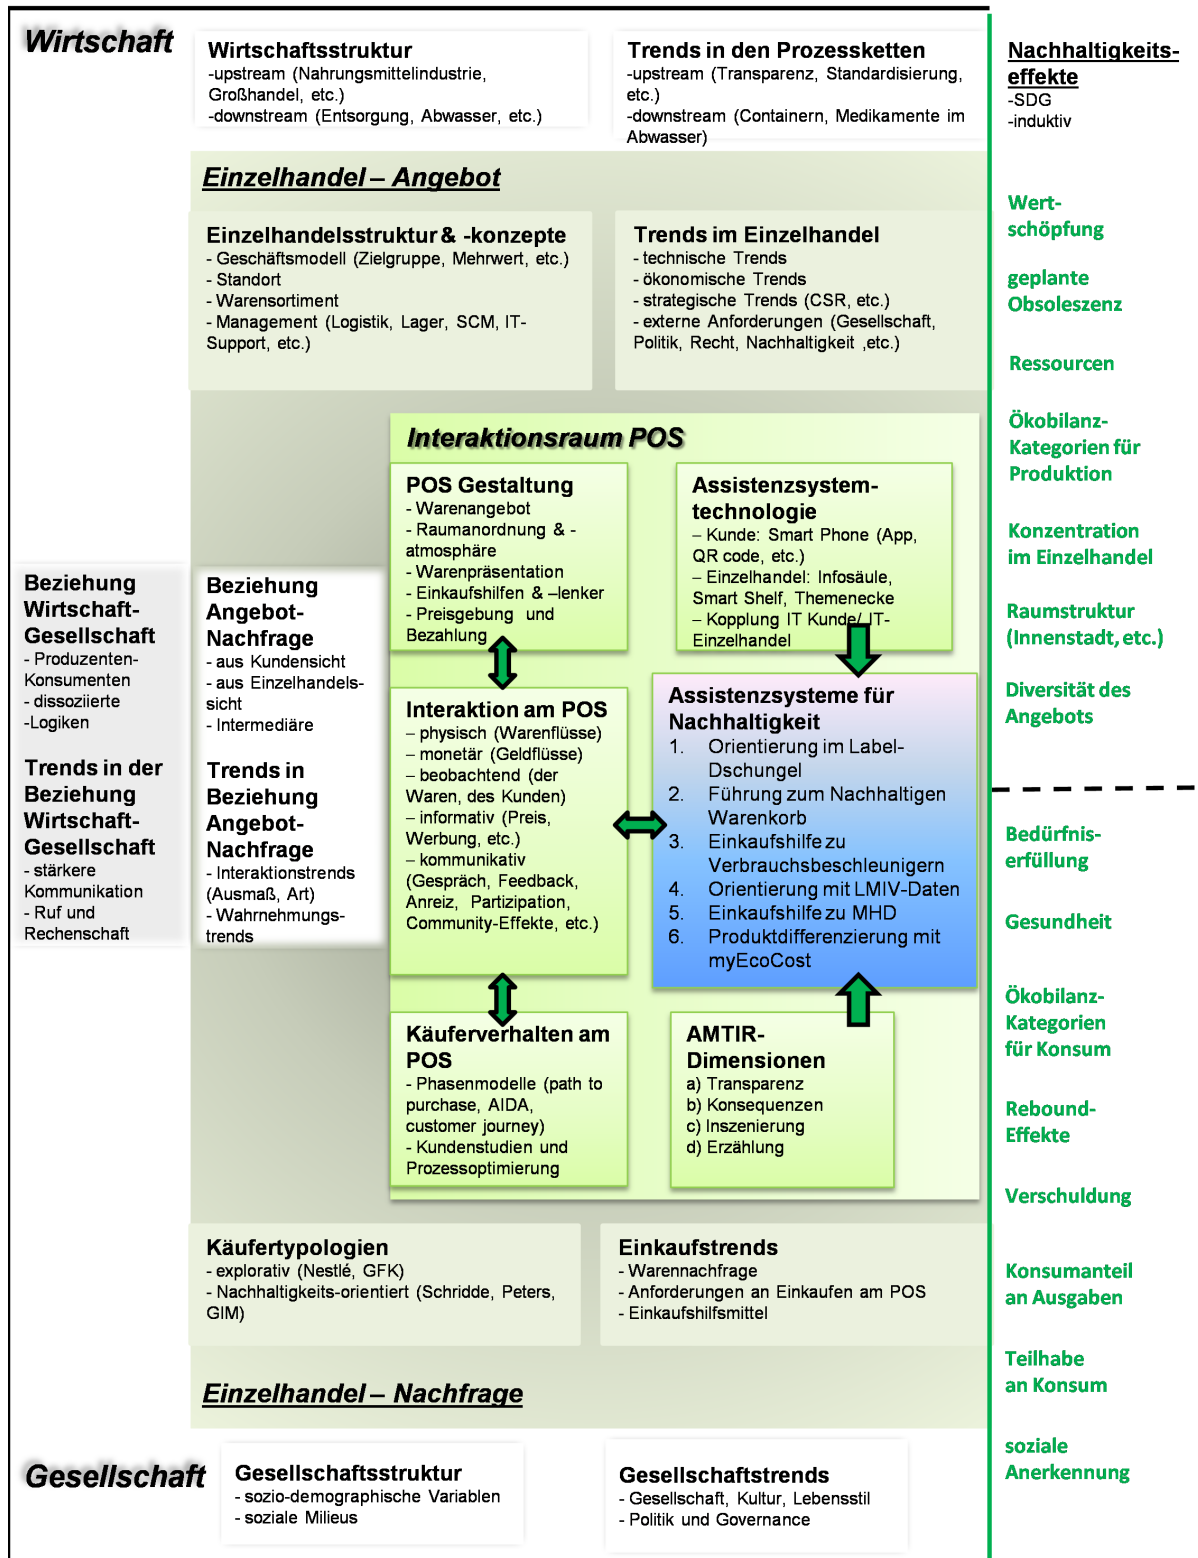 Wirtschaft
Wirtschaftsstruktur
-upstream (Nahrungsmittelindustrie,
Großhandel, etc.)
-downstream (Entsorgung, Abwasser, etc.)
Trends in den Prozessketten
-upstream (Transparenz, Standardisierung,
etc.)
-downstream (Containern, Medikamente im
Abwasser)
Nachhaltigkeits-
effekte
-SDG
-induktiv
Einzelhandel – Angebot
Einzelhandelsstruktur & -konzepte
- Geschäftsmodell (Zielgruppe, Mehrwert, etc.)
- Standort
- Warensortiment
- Management (Logistik, Lager, SCM, IT-
Support, etc.)
Trends im Einzelhandel
- technische Trends
- ökonomische Trends
- strategische Trends (CSR, etc.)
- externe Anforderungen (Gesellschaft,
Politik, Recht, Nachhaltigkeit ,etc.)
Wert-
schöpfung
geplante
Obsoleszenz
Ressourcen
Ökobilanz-
Kategorien für
Produktion
Konzentration
im Einzelhandel
Raumstruktur
(Innenstadt, etc.)
Diversität des
Angebots
Interaktionsraum POS
POS Gestaltung
- Warenangebot
- Raumanordnung & -
atmosphäre
- Warenpräsentation
- Einkaufshilfen & –lenker
- Preisgebung und
Bezahlung
Assistenzsystem-
technologie
– Kunde: Smart Phone (App,
QR code, etc.)
– Einzelhandel: Infosäule,
Smart Shelf, Themenecke
– Kopplung IT Kunde/ IT-
Einzelhandel
Beziehung
Wirtschaft-
Gesellschaft
- Produzenten-
Konsumenten
- dissoziierte
-Logiken
Trends in der
Beziehung
Wirtschaft-
Gesellschaft
- stärkere
Kommunikation
- Ruf und
Rechenschaft
Beziehung
Angebot-
Nachfrage
- aus Kundensicht
- aus Einzelhandels-
sicht
- Intermediäre
Trends in
Beziehung
Angebot-
Nachfrage
- Interaktionstrends
(Ausmaß, Art)
- Wahrnehmungs-
trends
Interaktion am POS
– physisch (Warenflüsse)
– monetär (Geldflüsse)
– beobachtend (der
Waren, des Kunden)
– informativ (Preis,
Werbung, etc.)
– kommunikativ
(Gespräch, Feedback,
Anreiz, Partizipation,
Community-Effekte, etc.)
Assistenzsysteme für
Nachhaltigkeit
1. Orientierung im Label-
Dschungel
2. Führung zum Nachhaltigen
Warenkorb
3. Einkaufshilfe zu
Verbrauchsbeschleunigern
4. Orientierung mit LMIV-Daten
5. Einkaufshilfe zu MHD
6. Produktdifferenzierung mit
myEcoCost
Käuferverhalten am
POS
- Phasenmodelle (path to
purchase, AIDA,
customer journey)
- Kundenstudien und
Prozessoptimierung
AMTIR-
Dimensionen
a) Transparenz
b) Konsequenzen
c) Inszenierung
d) Erzählung
Bedürfnis-
erfüllung
Gesundheit
Ökobilanz-
Kategorien
für Konsum
Rebound-
Effekte
Verschuldung
Konsumanteil
an Ausgaben
Teilhabe
an Konsum
soziale
Anerkennung
Käufertypologien
- explorativ (Nestlé, GFK)
- Nachhaltigkeits-orientiert (Schridde, Peters,
GIM)
Einkaufstrends
- Warennachfrage
- Anforderungen an Einkaufen am POS
- Einkaufshilfsmittel
Einzelhandel – Nachfrage
Gesellschaft
Gesellschaftsstruktur
- sozio-demographische Variablen
- soziale Milieus
Gesellschaftstrends
- Gesellschaft, Kultur, Lebensstil
- Politik und Governance